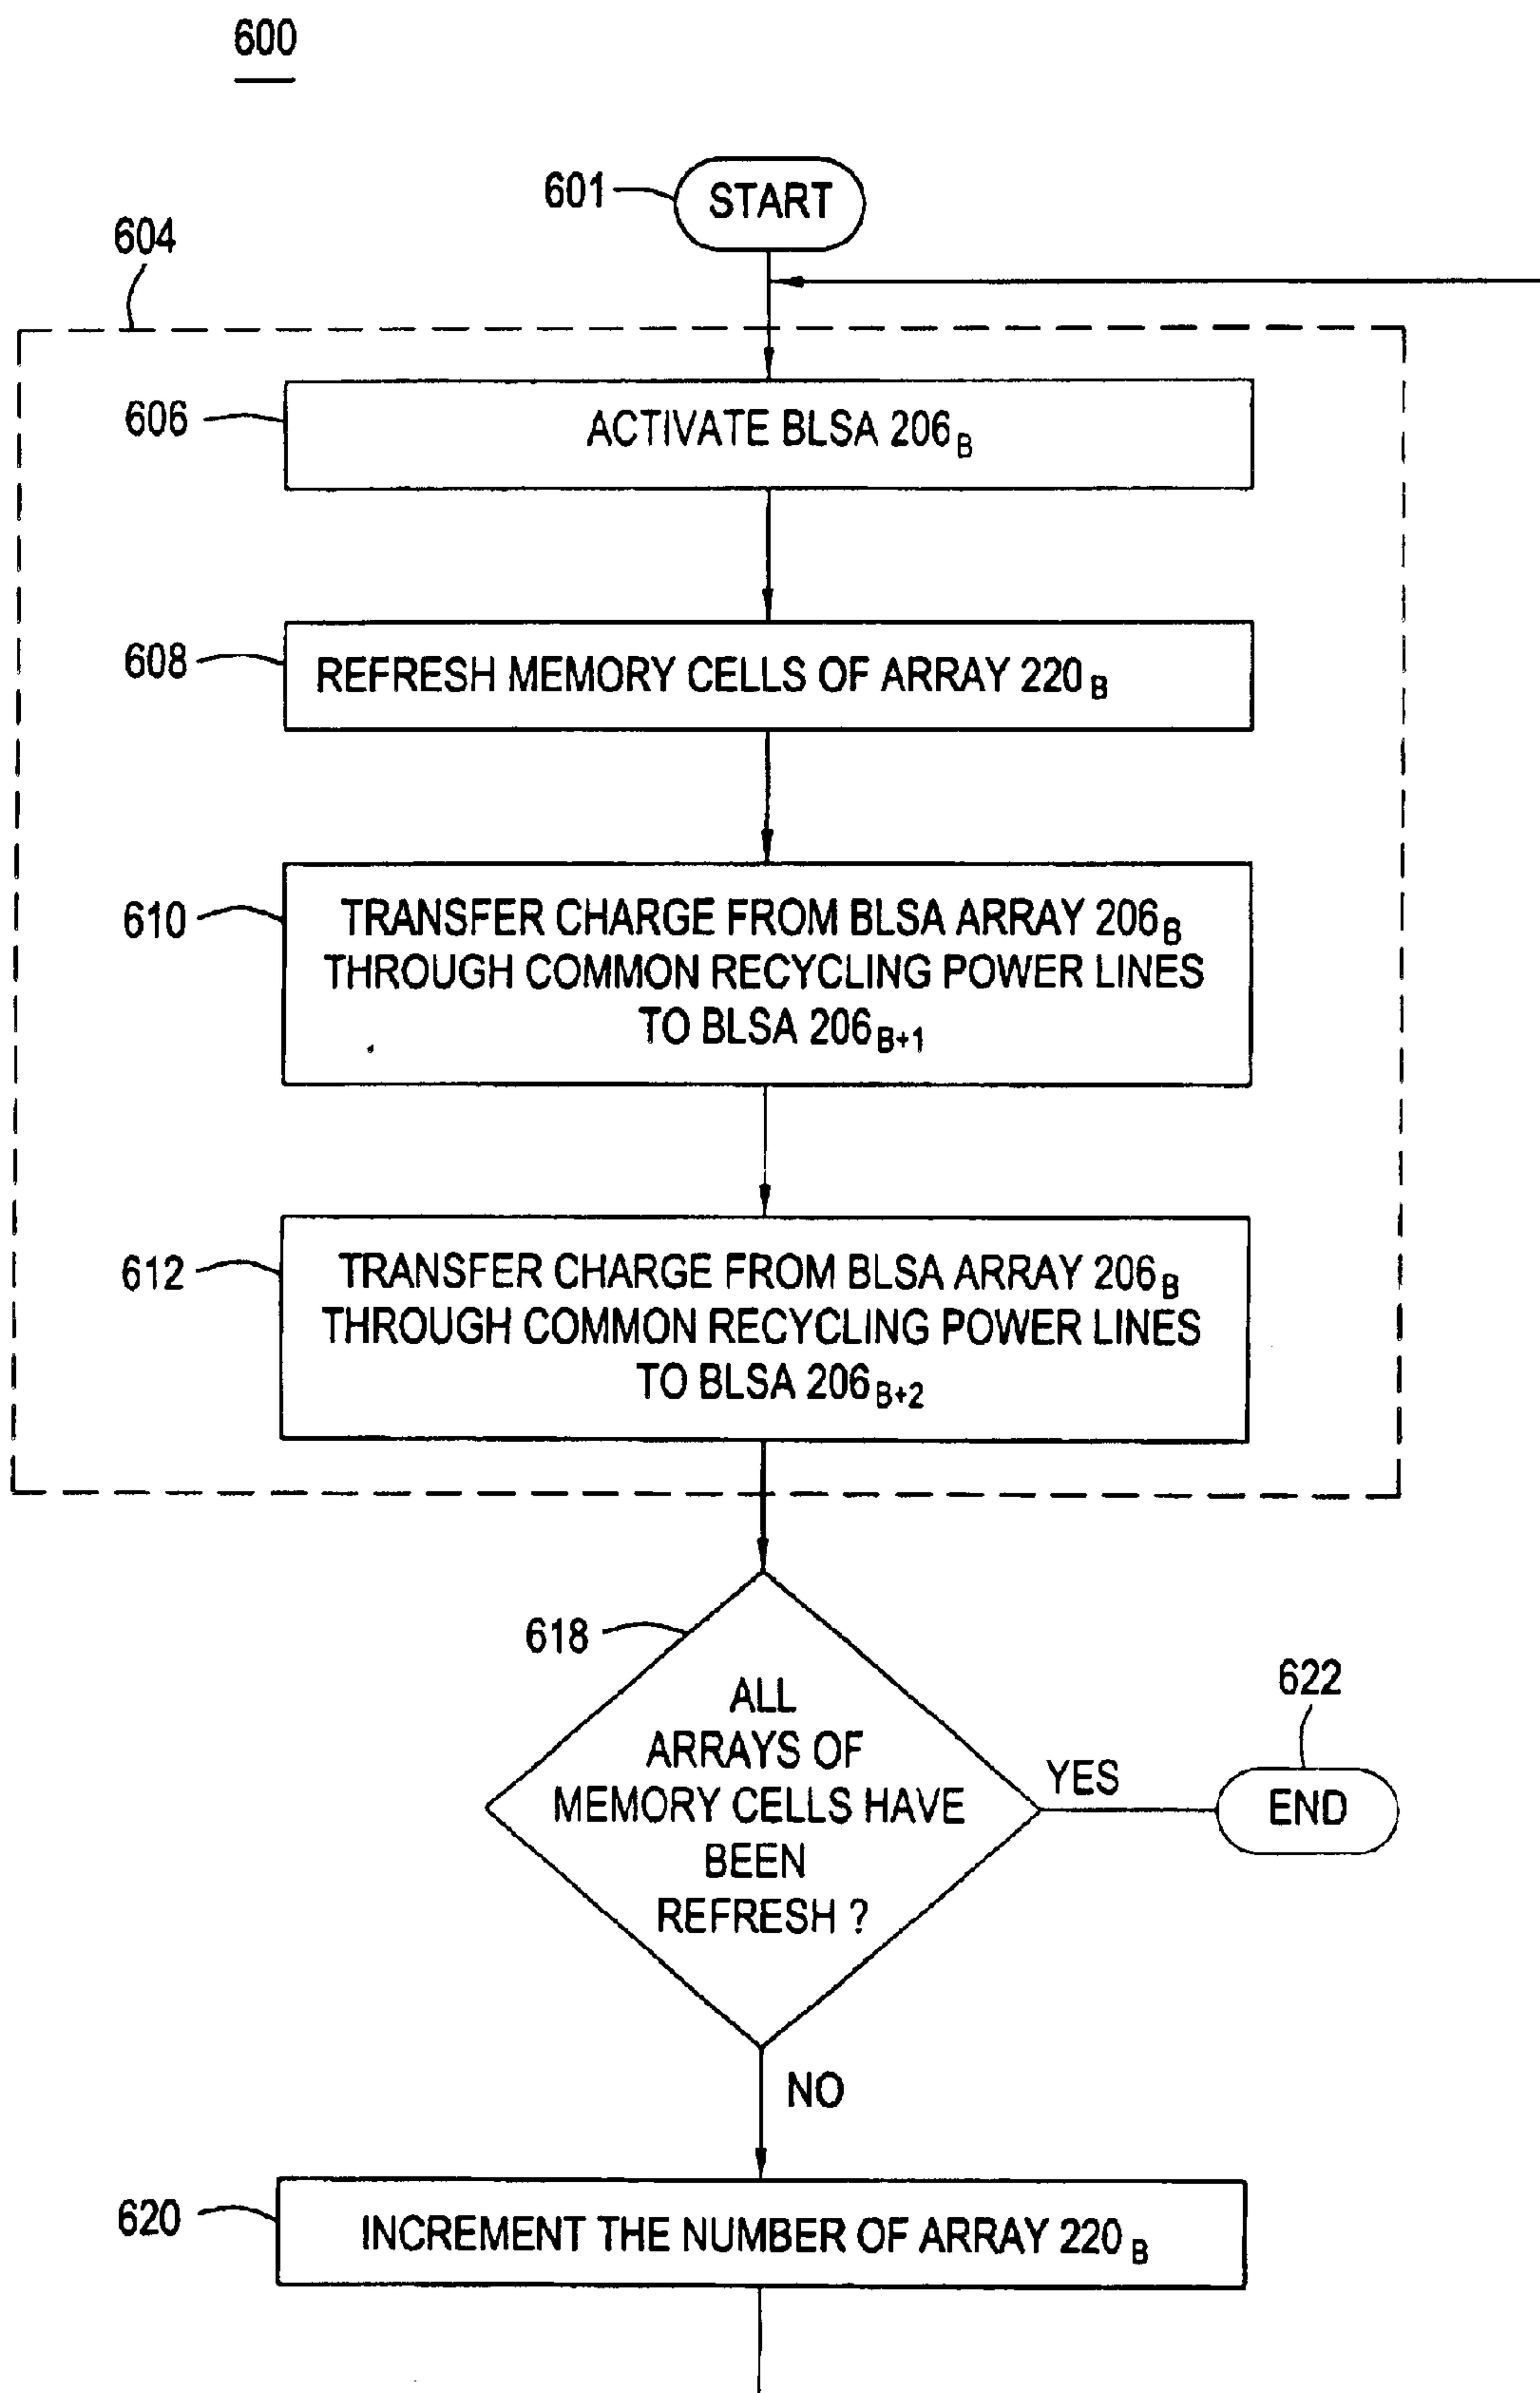 600
601
START
604
606
ACTIVATE BLSA 206B
608
REFRESH MEMORY CELLS OF ARRAY 220B
610
TRANSFER CHARGE FROM BLSA ARRAY 206B
THROUGH COMMON RECYCLING POWER LINES
TO BLSA 206B+1
612
TRANSFER CHARGE FROM BLSA ARRAY 206B
THROUGH COMMON RECYCLING POWER LINES
TO BLSA 206B+2
618
ALL
ARRAYS OF
MEMORY CELLS HAVE
BEEN
REFRESH ?
YES
622
END
NO
620
INCREMENT THE NUMBER OF ARRAY 220B